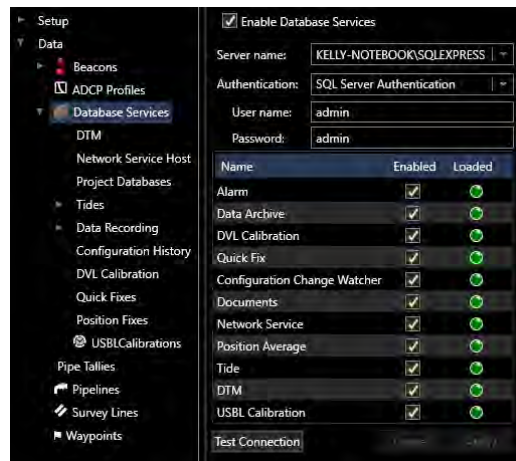 Setup
Data
Beacons
ADCP Profiles
Database Services
DTM
Network Service Host
Project Databases
Tides
Data Recording
Configuration History
DVL Calibration
Quick Fixes
Position Fixes
USBLCalibrations
Pipe Tallies
Pipelines
Survey Lines
Waypoints
Enable Database Services
Server name: KELLY-NOTEBOOK\SQLEXPRESS
Authentication: SQL Server Authentication
User name: admin
Password: admin
Name Enabled Loaded
Alarm
Data Archive
DVL Calibration
Quick Fix
Configuration Change Watcher
Documents
Network Service
Position Average
Tide
DTM
USBL Calibration
Test Connection